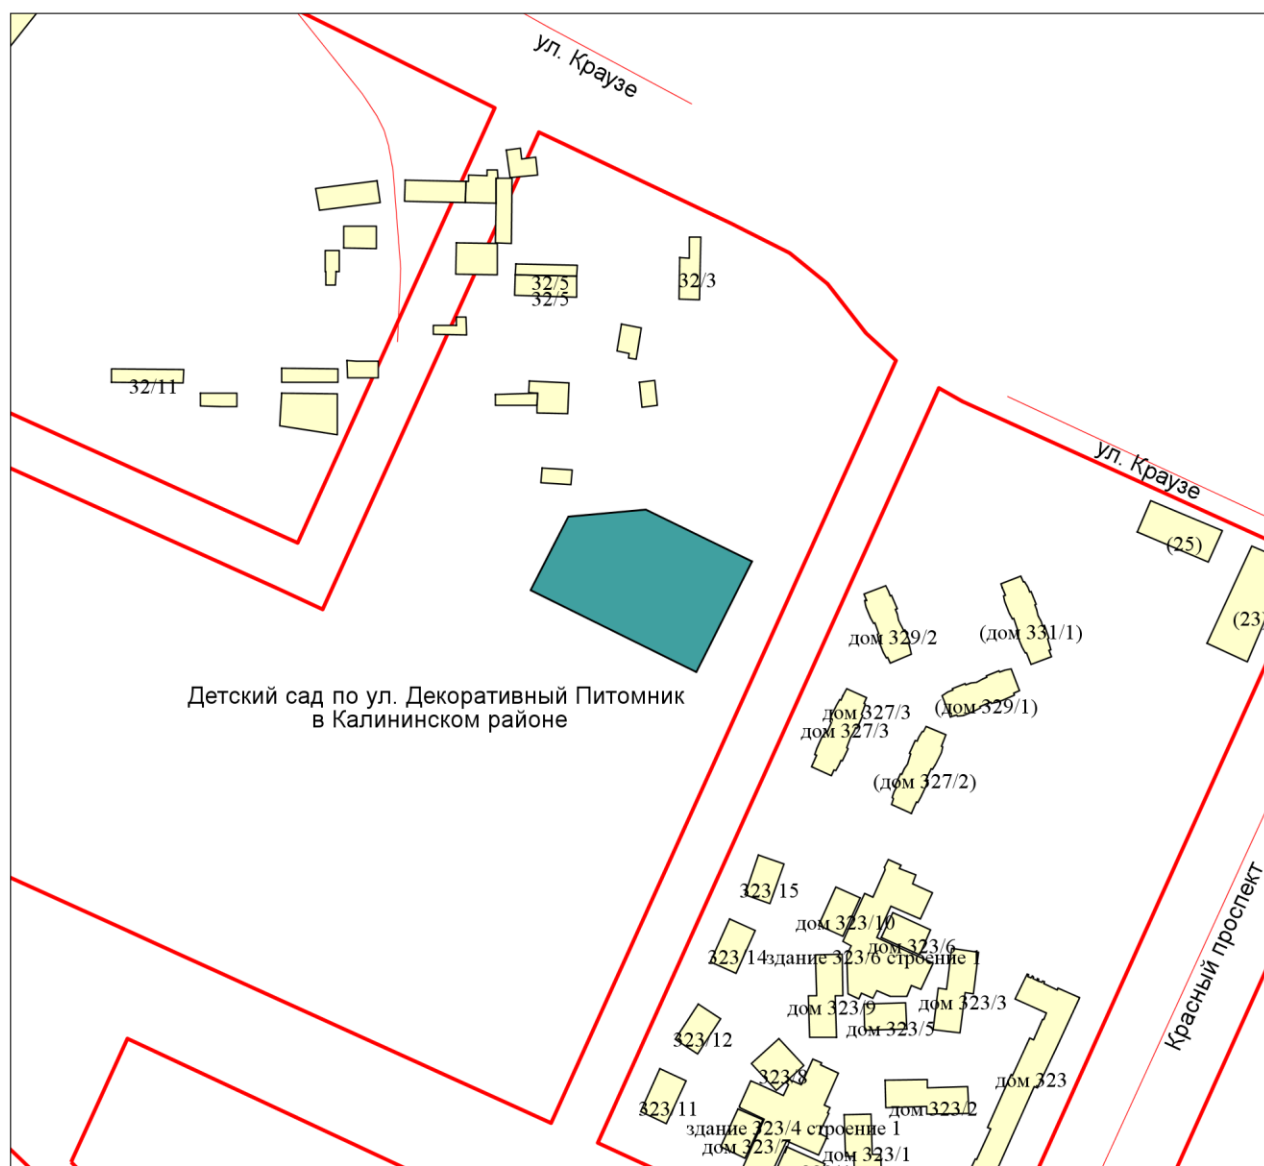 ул. Краузе
32/5
32/5
32/3
32/11
ул. Краузе
(25)
(23)
дом 329/2
(дом 331/1)
Детский сад по ул. Декоративный Питомник
в Калининском районе
(дом 329/1)
дом 327/3
дом 327/3
(дом 327/2)
323/15
дом 323/10
дом 323/6
323/14
здание 323/6 строение 1
Красный проспект
дом 323/3
дом 323/9
дом 323/5
323/12
323/8
дом 323
323/11
дом 323/2
здание 323/4 строение 1
дом 323/7
дом 323/1